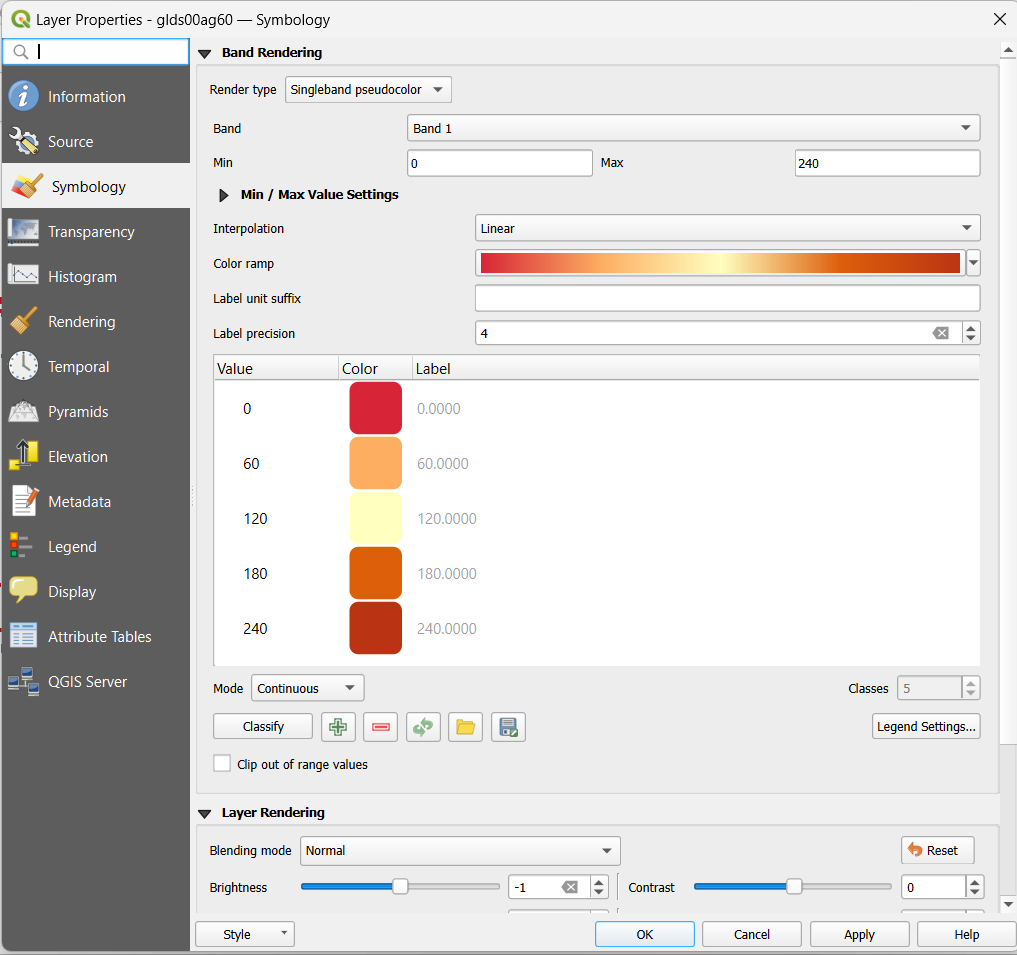 Layer Properties - glds00ag60 — Symbology
Information
Source
Symbology
Transparency
Histogram
Rendering
Temporal
Pyramids
Elevation
Metadata
Legend
Display
Attribute Tables
QGIS Server
Band Rendering
Render type Singleband pseudocolor
Band Band 1
Min 0 Max 240
Min / Max Value Settings
Interpolation Linear
Color ramp
Label unit suffix
Label precision 4
Value Color Label
0 0.0000
60 60.0000
120 120.0000
180 180.0000
240 240.0000
Mode Continuous Classes 5
Classify Legend Settings...
Clip out of range values
Layer Rendering
Blending mode Normal Reset
Brightness -1 Contrast 0
Style OK Cancel Apply Help